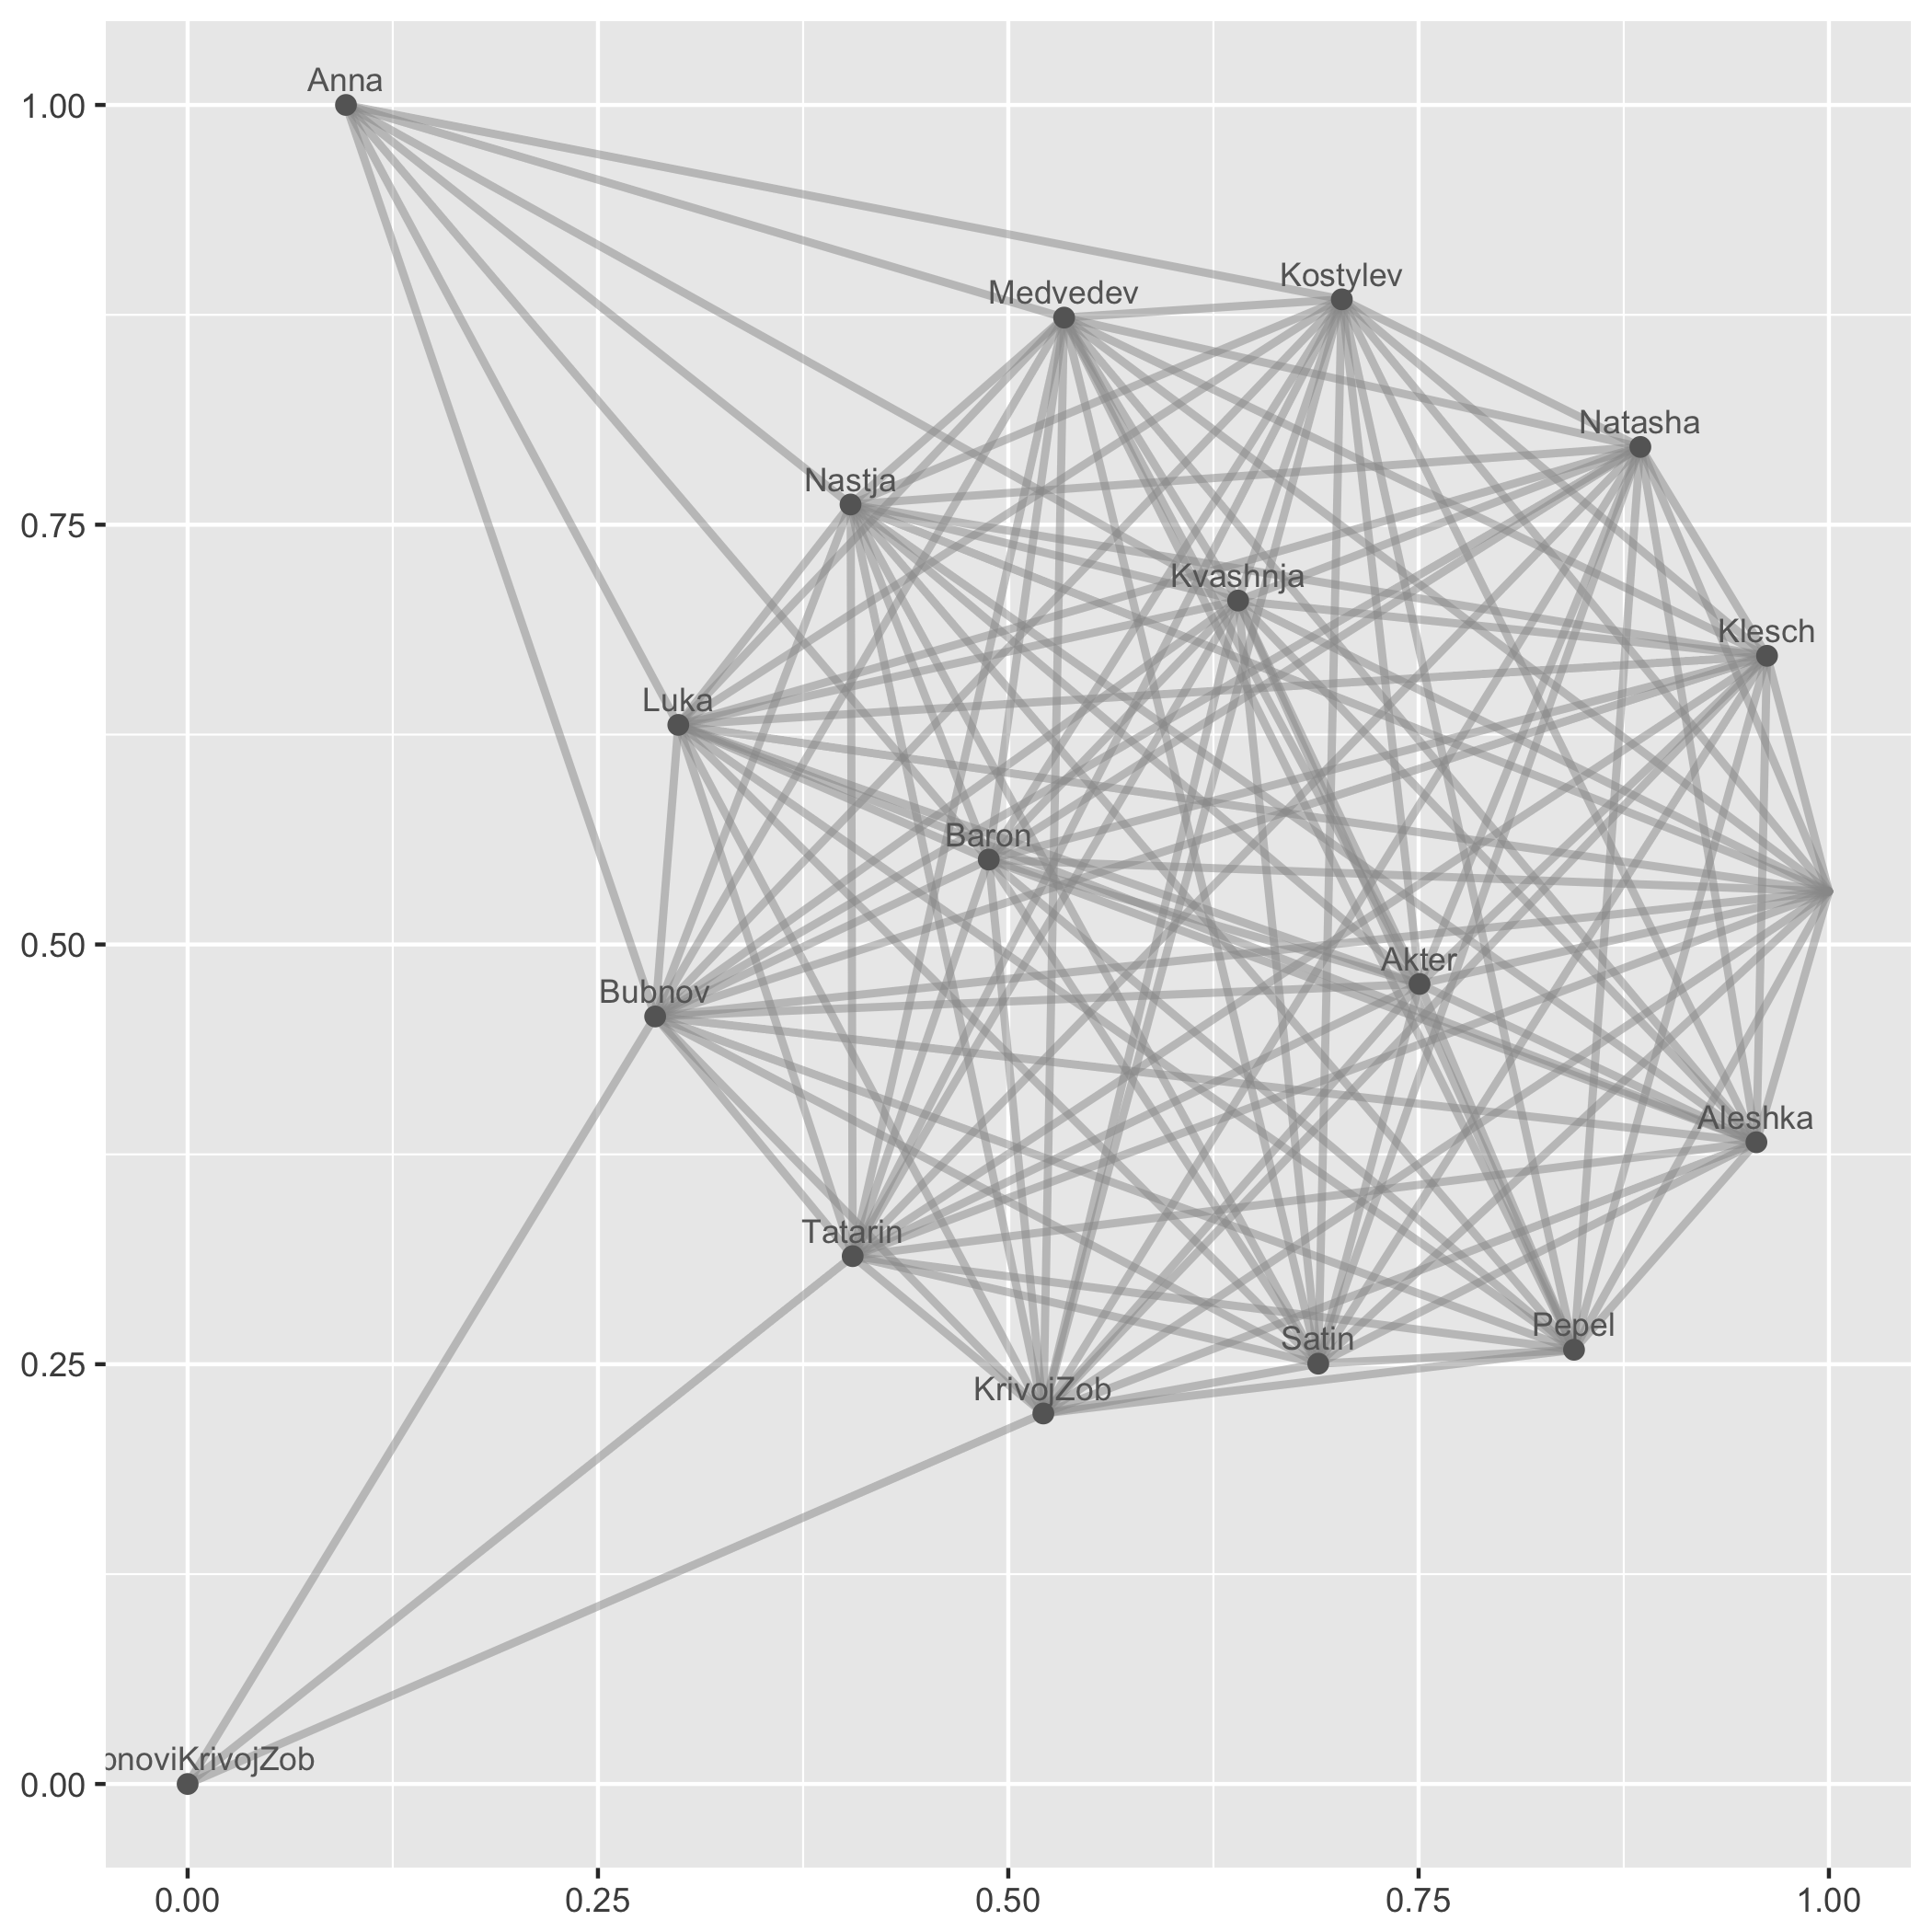 Anna
1.00
Kostylev
Medvedev
Natasha
Nastja
0.75
Kvashnja
Klesch
Luka
Baron
0.50
Akter
Bubnov
Aleshka
Tatarin
Pepel
Satin
0.25
KrivojZob
bnoviKrivojZob
0.00
0.00 0.25 0.50 0.75 1.00